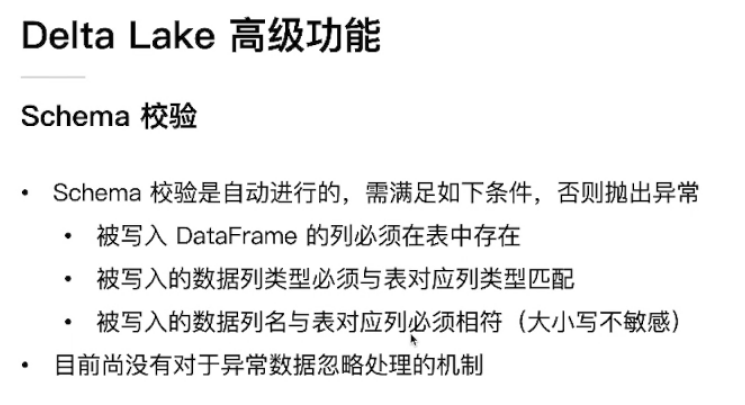 Delta Lake 高级功能
Schema 校验
• Schema 校验是自动进行的，需满足如下条件，否则抛出异常
• 被写入 DataFrame 的列必须在表中存在
• 被写入的数据列类型必须与表对应列类型匹配
• 被写入的数据列名与表对应列必须相符（大小写不敏感）
• 目前尚没有对于异常数据忽略处理的机制